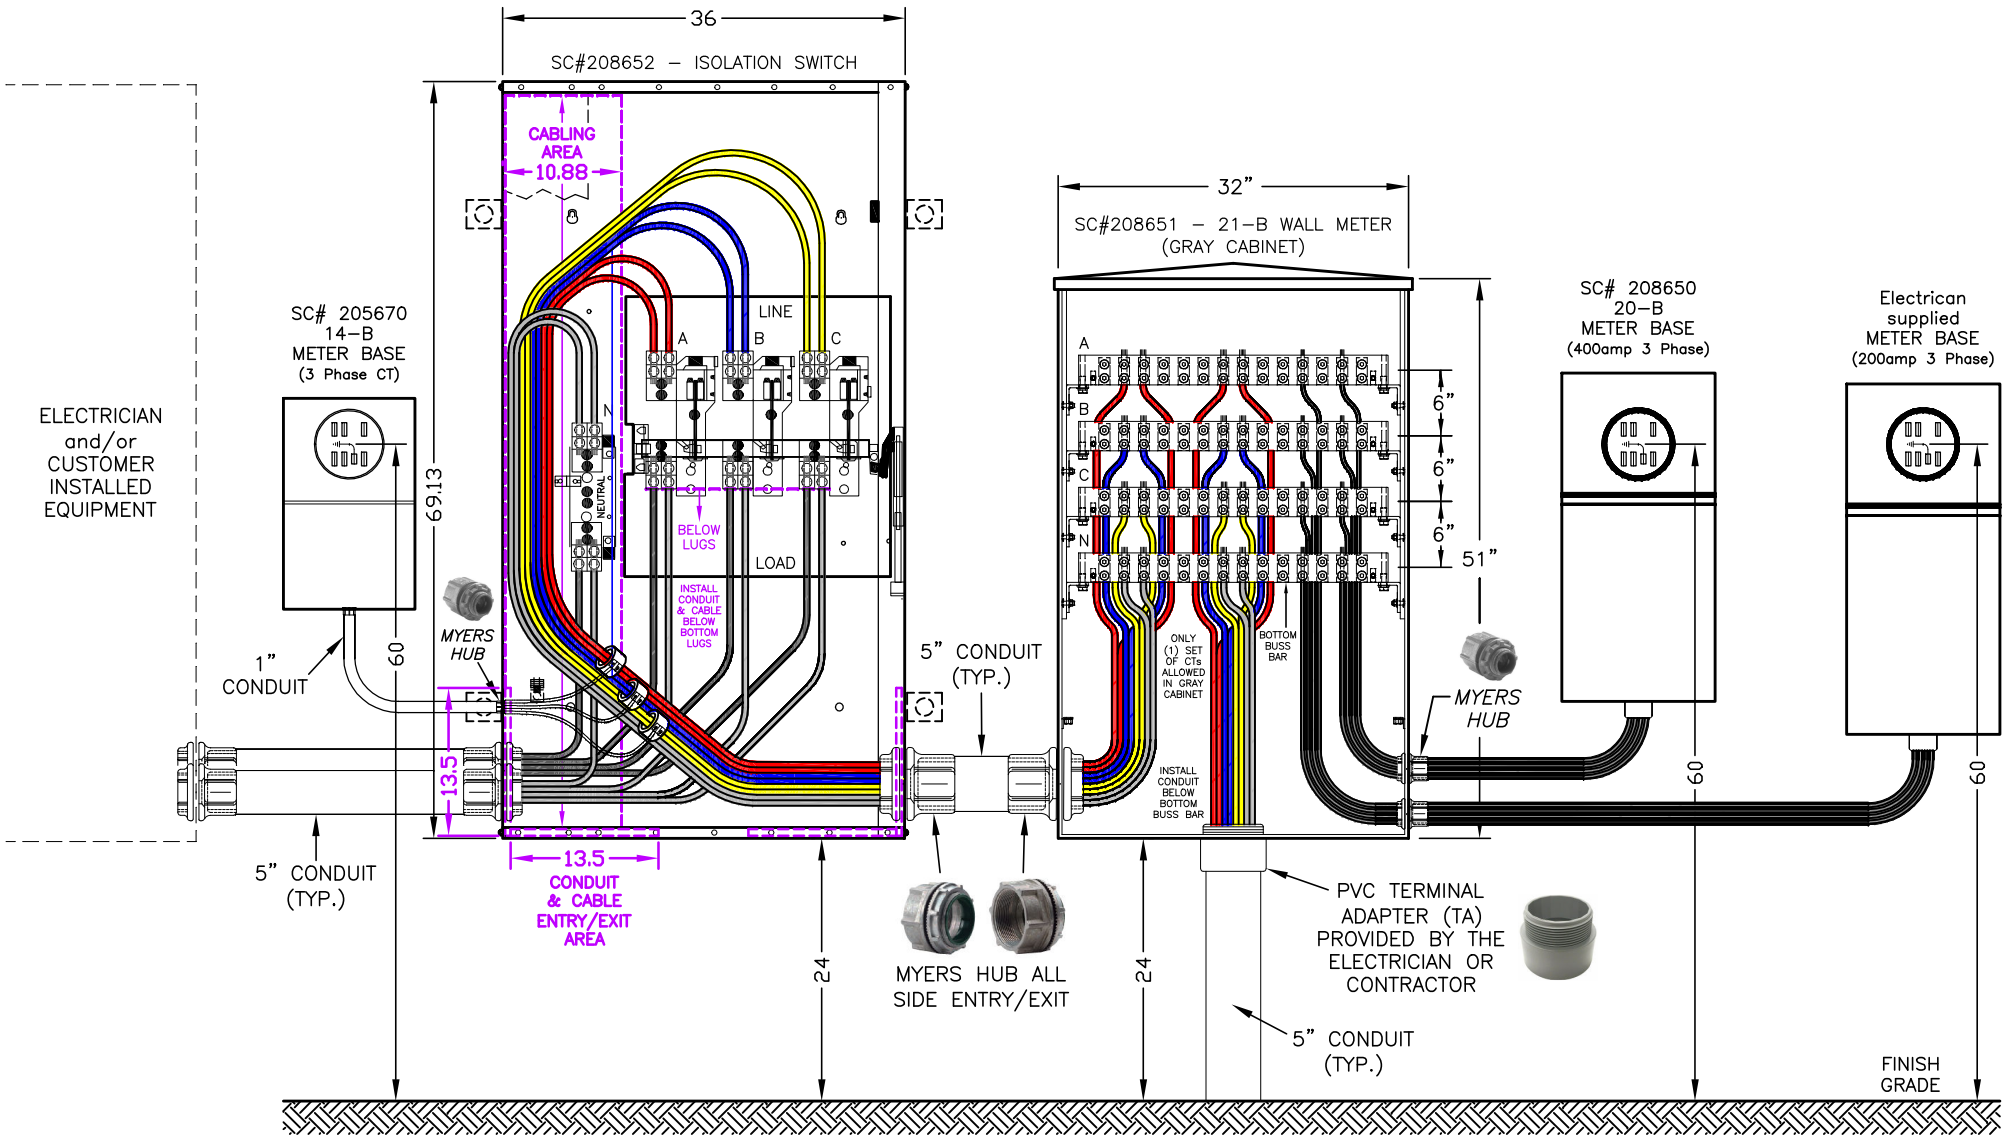 36
SC#208652 – ISOLATION SWITCH
CABLING
AREA
10.88
32”
SC#208651 – 21–B WALL METER
(GRAY CABINET)
SC# 205670
14–B
METER BASE
(3 Phase CT)
SC# 208650
20–B
METER BASE
(400amp 3 Phase)
Electrican
supplied
METER BASE
(200amp 3 Phase)
ELECTRICIAN
and/or
CUSTOMER
INSTALLED
EQUIPMENT
69.13
LINE
A
B
C
N
NEUTRAL
BELOW
LUGS
LOAD
INSTALL
CONDUIT
& CABLE
BELOW
BOTTOM
LUGS
A
B
C
N
6”
6”
6”
51”
MYERS
HUB
1”
CONDUIT
60
13.5
5” CONDUIT
(TYP.)
ONLY
(1) SET
OF CTs
ALLOWED
IN GRAY
CABINET
BOTTOM
BUSS
BAR
INSTALL
CONDUIT
BELOW
BOTTOM
BUSS BAR
MYERS
HUB
60
60
5” CONDUIT
(TYP.)
13.5
CONDUIT
& CABLE
ENTRY/EXIT
AREA
24
MYERS HUB ALL
SIDE ENTRY/EXIT
24
PVC TERMINAL
ADAPTER (TA)
PROVIDED BY THE
ELECTRICIAN OR
CONTRACTOR
5” CONDUIT
(TYP.)
FINISH
GRADE